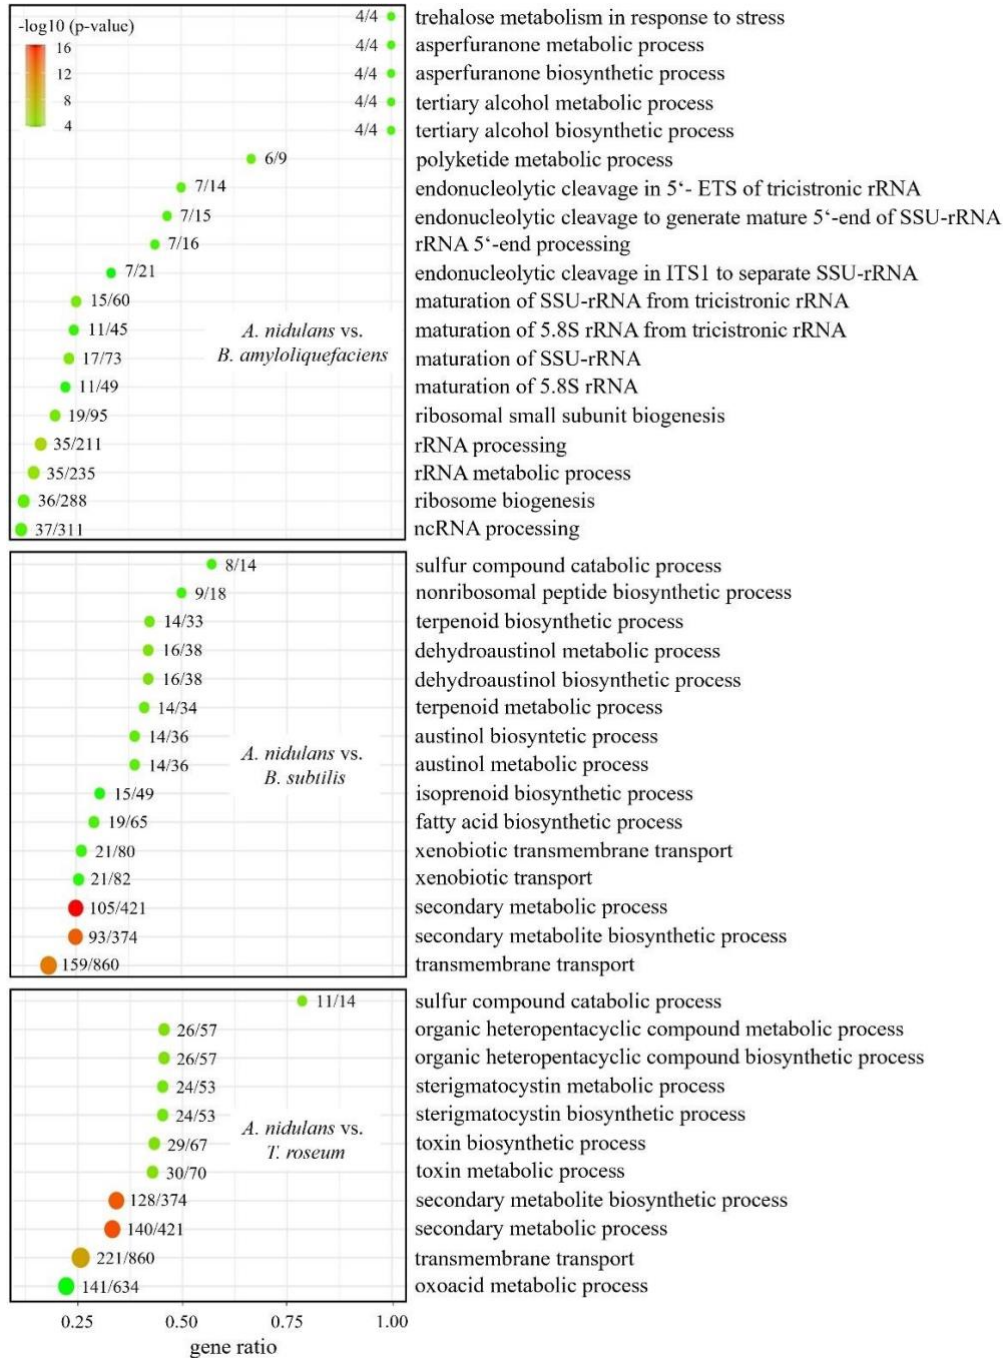 4/4 trehalose metabolism in response to stress
-log10 (p-value)
16
12
8
4
4/4 asperfuranone metabolic process
4/4 asperfuranone biosynthetic process
4/4 tertiary alcohol metabolic process
4/4 tertiary alcohol biosynthetic process
6/9 polyketide metabolic process
7/14 endonucleolytic cleavage in 5‘- ETS of tricistronic rRNA
7/15 endonucleolytic cleavage to generate mature 5‘-end of SSU-rRNA
7/16 rRNA 5‘-end processing
7/21 endonucleolytic cleavage in ITS1 to separate SSU-rRNA
15/60 maturation of SSU-rRNA from tricistronic rRNA
11/45 maturation of 5.8S rRNA from tricistronic rRNA
17/73 maturation of SSU-rRNA
11/49 maturation of 5.8S rRNA
19/95 ribosomal small subunit biogenesis
35/211 rRNA processing
35/235 rRNA metabolic process
36/288 ribosome biogenesis
37/311 ncRNA processing
A. nidulans vs.
B. amyloliquefaciens
8/14 sulfur compound catabolic process
9/18 nonribosomal peptide biosynthetic process
14/33 terpenoid biosynthetic process
16/38 dehydroaustinol metabolic process
16/38 dehydroaustinol biosynthetic process
14/34 terpenoid metabolic process
14/36 austinol biosyntetic process
14/36 austinol metabolic process
15/49 isoprenoid biosynthetic process
19/65 fatty acid biosynthetic process
21/80 xenobiotic transmembrane transport
21/82 xenobiotic transport
105/421 secondary metabolic process
93/374 secondary metabolite biosynthetic process
159/860 transmembrane transport
A. nidulans vs.
B. subtilis
11/14 sulfur compound catabolic process
26/57 organic heteropentacyclic compound metabolic process
26/57 organic heteropentacyclic compound biosynthetic process
24/53 sterigmatocystin metabolic process
24/53 sterigmatocystin biosynthetic process
29/67 toxin biosynthetic process
30/70 toxin metabolic process
128/374 secondary metabolite biosynthetic process
140/421 secondary metabolic process
221/860 transmembrane transport
141/634 oxoacid metabolic process
A. nidulans vs.
T. roseum
0.25 0.50 0.75 1.00
gene ratio